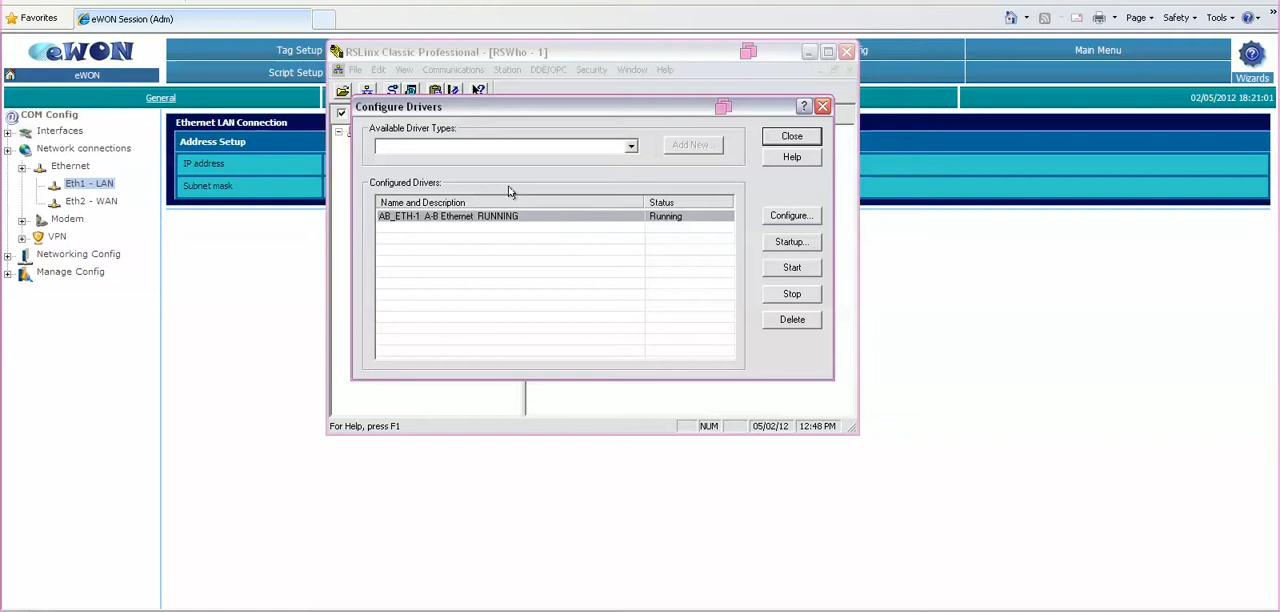 Favorites
eWON Session (Adm)
Page
Safety
Tools
eWON
eWON
Tag Setup
Script Setup
Main Menu
Wizards
General
02/05/2012 18:21:01
COM Config
Interfaces
Network connections
Ethernet
Eth1 - LAN
Eth2 - WAN
Modem
VPN
Networking Config
Manage Config
Ethernet LAN Connection
Address Setup
IP address
Subnet mask
RSLinx Classic Professional - [RSWho - 1]
File Edit View Communications Station DDE/OPC Security Window Help
Configure Drivers
Available Driver Types:
Add New...
Close
Help
Configured Drivers:
Name and Description Status
AB_ETH-1 A-B Ethernet RUNNING Running
Configure...
Startup...
Start
Stop
Delete
For Help, press F1 NUM 05/02/12 12:48 PM